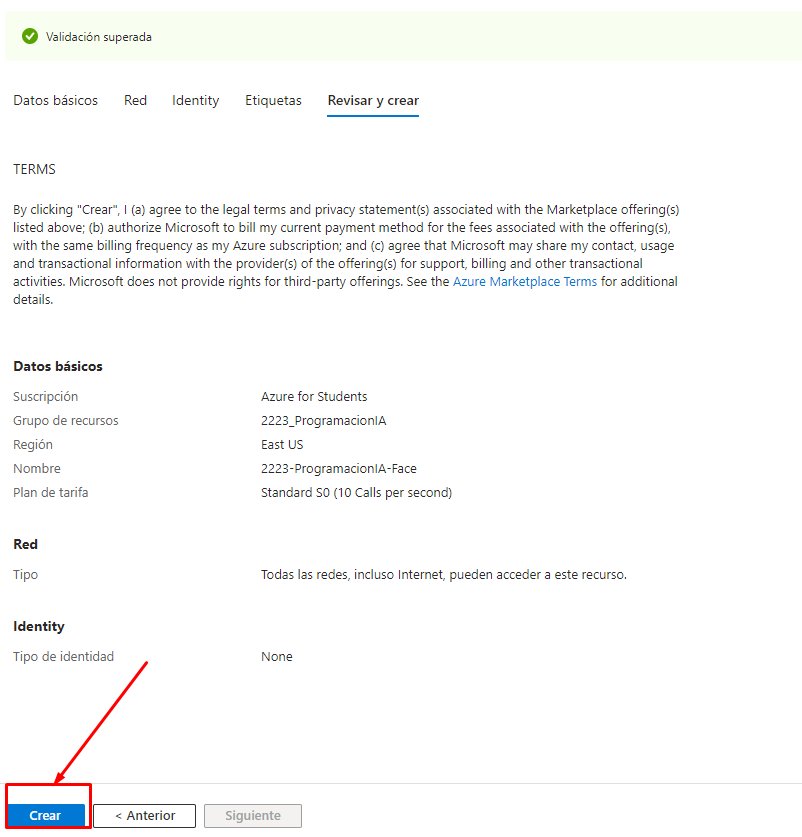 Validación superada
Datos básicos Red Identity Etiquetas Revisar y crear
TERMS
By clicking "Crear", I (a) agree to the legal terms and privacy statement(s) associated with the Marketplace offering(s)
listed above; (b) authorize Microsoft to bill my current payment method for the fees associated with the offering(s),
with the same billing frequency as my Azure subscription; and (c) agree that Microsoft may share my contact, usage
and transactional information with the provider(s) of the offering(s) for support, billing and other transactional
activities. Microsoft does not provide rights for third-party offerings. See the Azure Marketplace Terms for additional
details.
Datos básicos
Suscripción Azure for Students
Grupo de recursos 2223_ProgramacionIA
Región East US
Nombre 2223-ProgramacionIA-Face
Plan de tarifa Standard S0 (10 Calls per second)
Red
Tipo Todas las redes, incluso Internet, pueden acceder a este recurso.
Identity
Tipo de identidad None
Crear < Anterior Siguiente